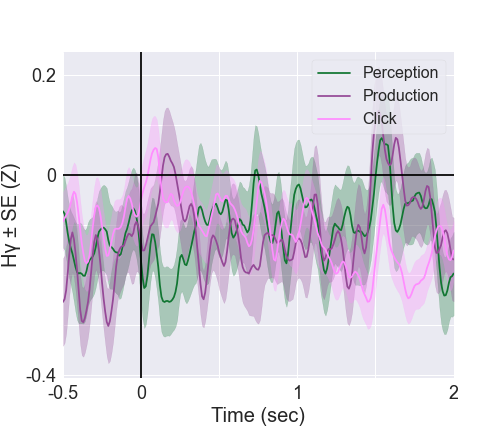 Perception
Production
Click
0.2
0
-0.4
Hγ ± SE (Z)
-0.5
0
1
2
Time (sec)